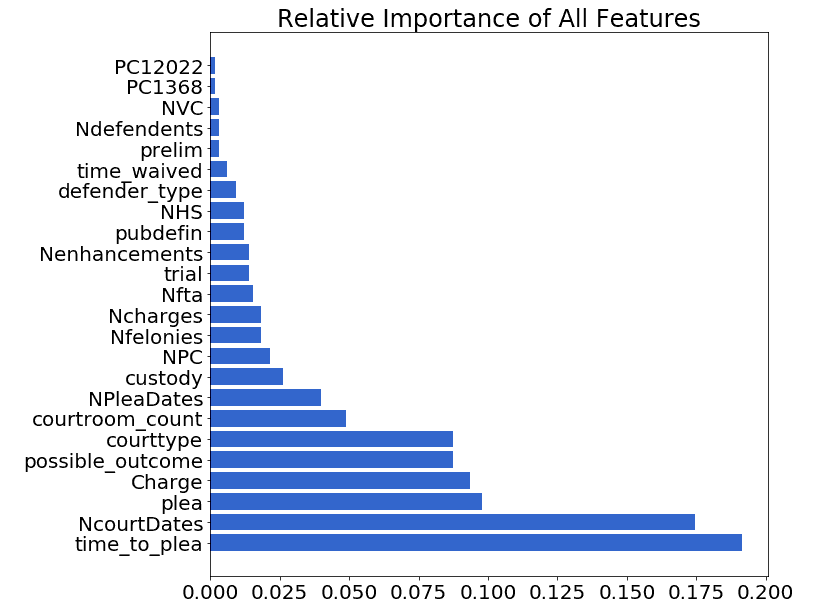 Relative Importance of All Features
PC12022
PC1368
NVC
Ndefendents
prelim
time_waived
defender_type
NHS
pubdefin
Nenhancements
trial
Nfta
Ncharges
Nfelonies
NPC
custody
NPleaDates
courtroom_count
courttype
possible_outcome
Charge
plea
NcourtDates
time_to_plea
0.000 0.025 0.050 0.075 0.100 0.125 0.150 0.175 0.200